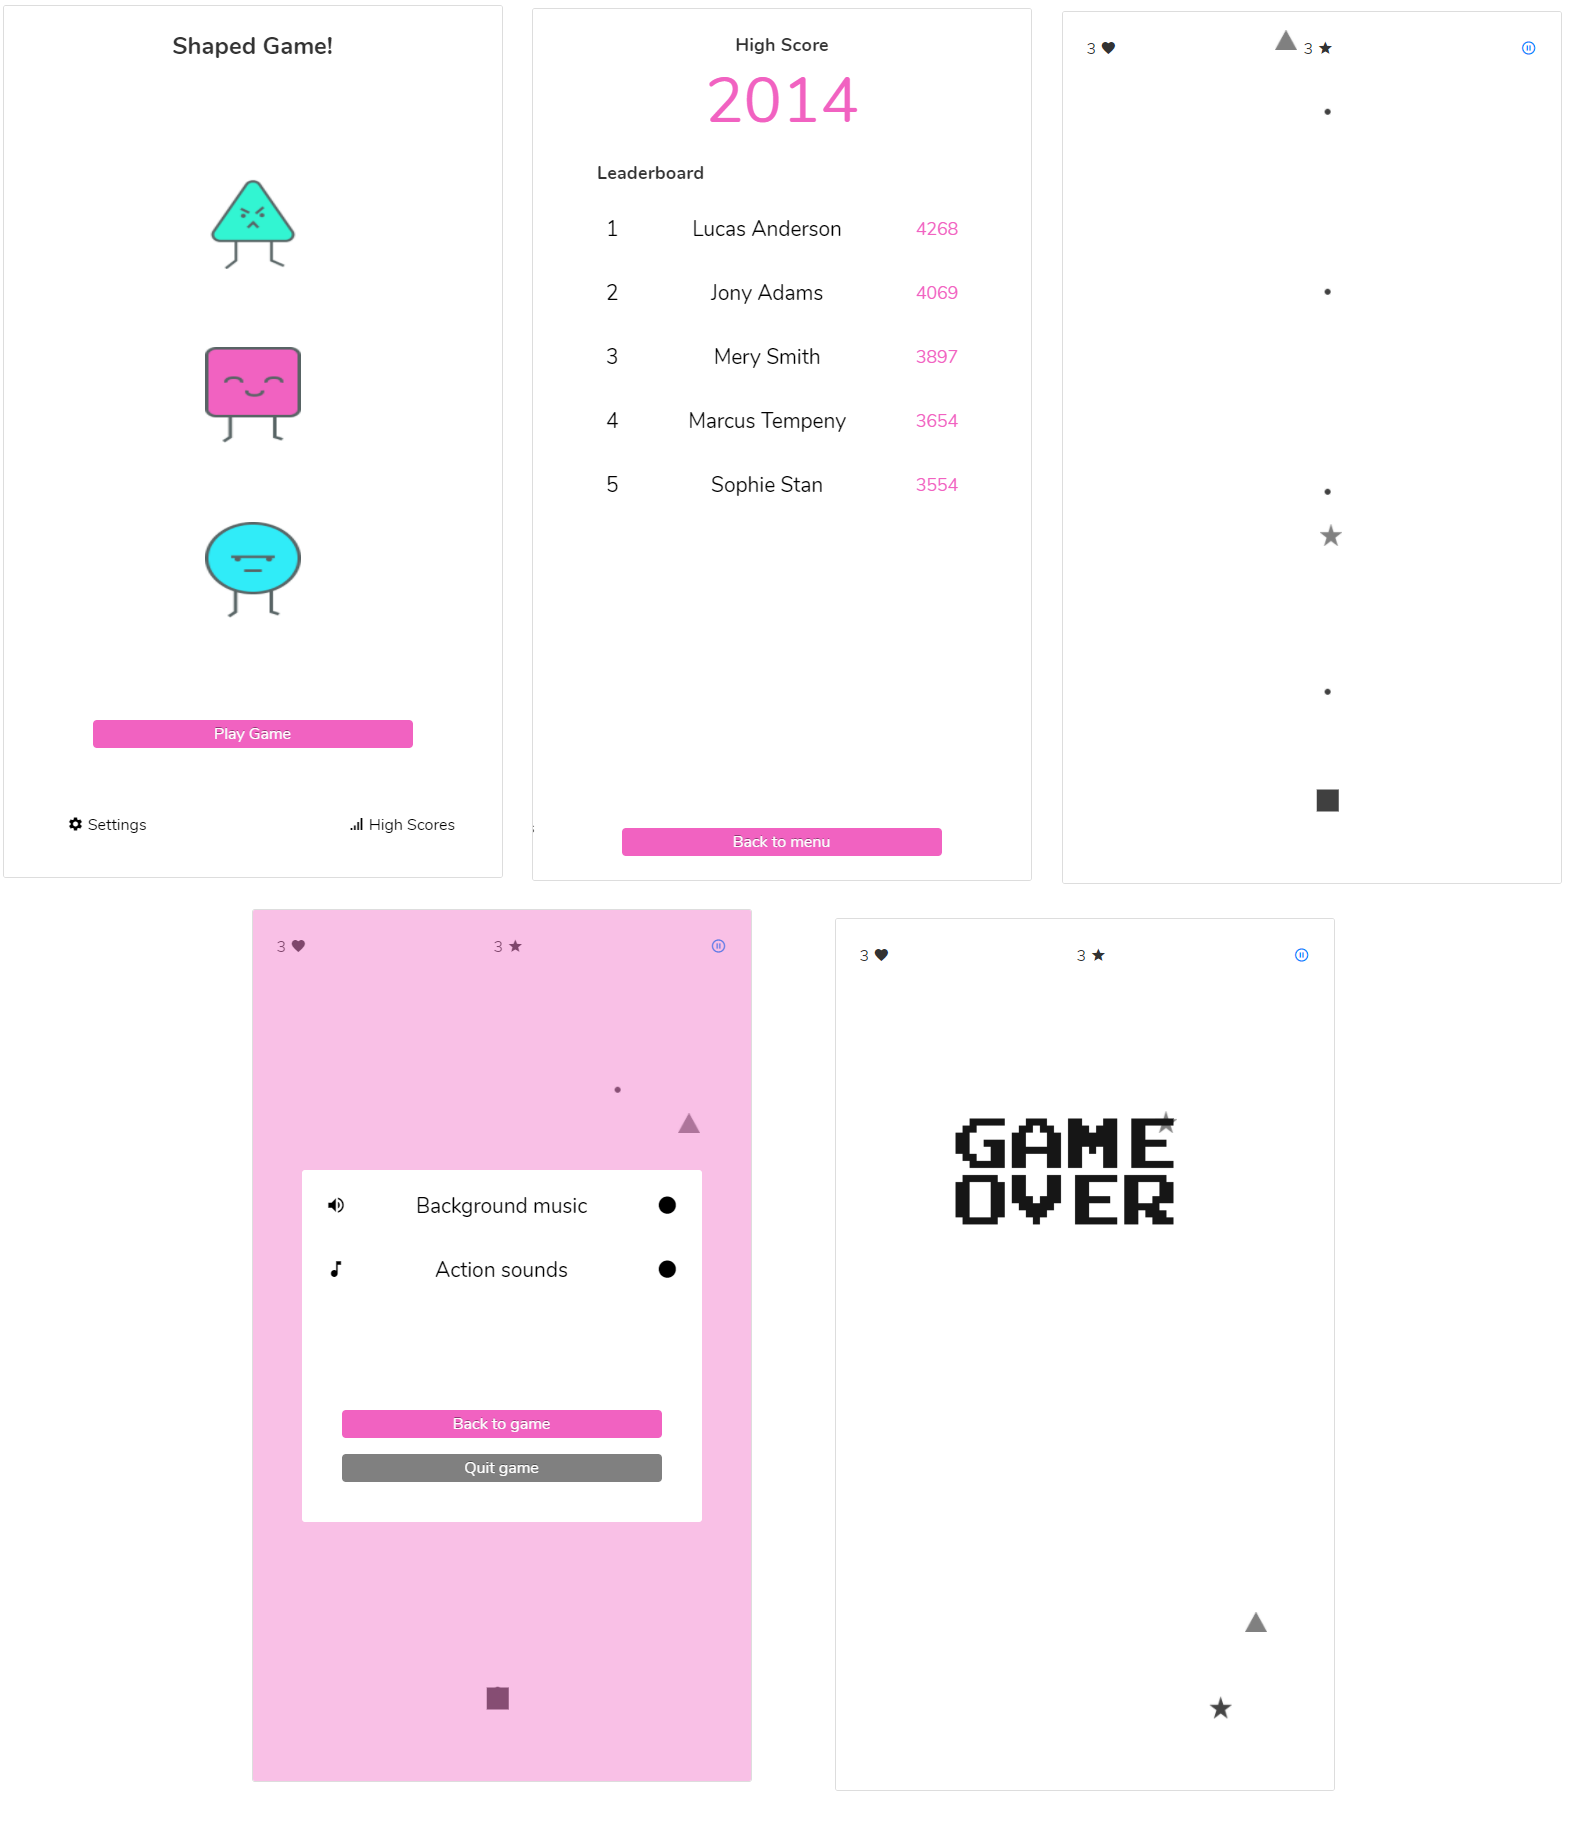 Shaped Game!
Play Game
Settings
High Scores
High Score
2014
Leaderboard
1 Lucas Anderson 4268
2 Jony Adams 4069
3 Mery Smith 3897
4 Marcus Tempeny 3654
5 Sophie Stan 3554
Back to menu
3 3
3 3
Background music
Action sounds
Back to game
Quit game
3 3
GAME
OVER